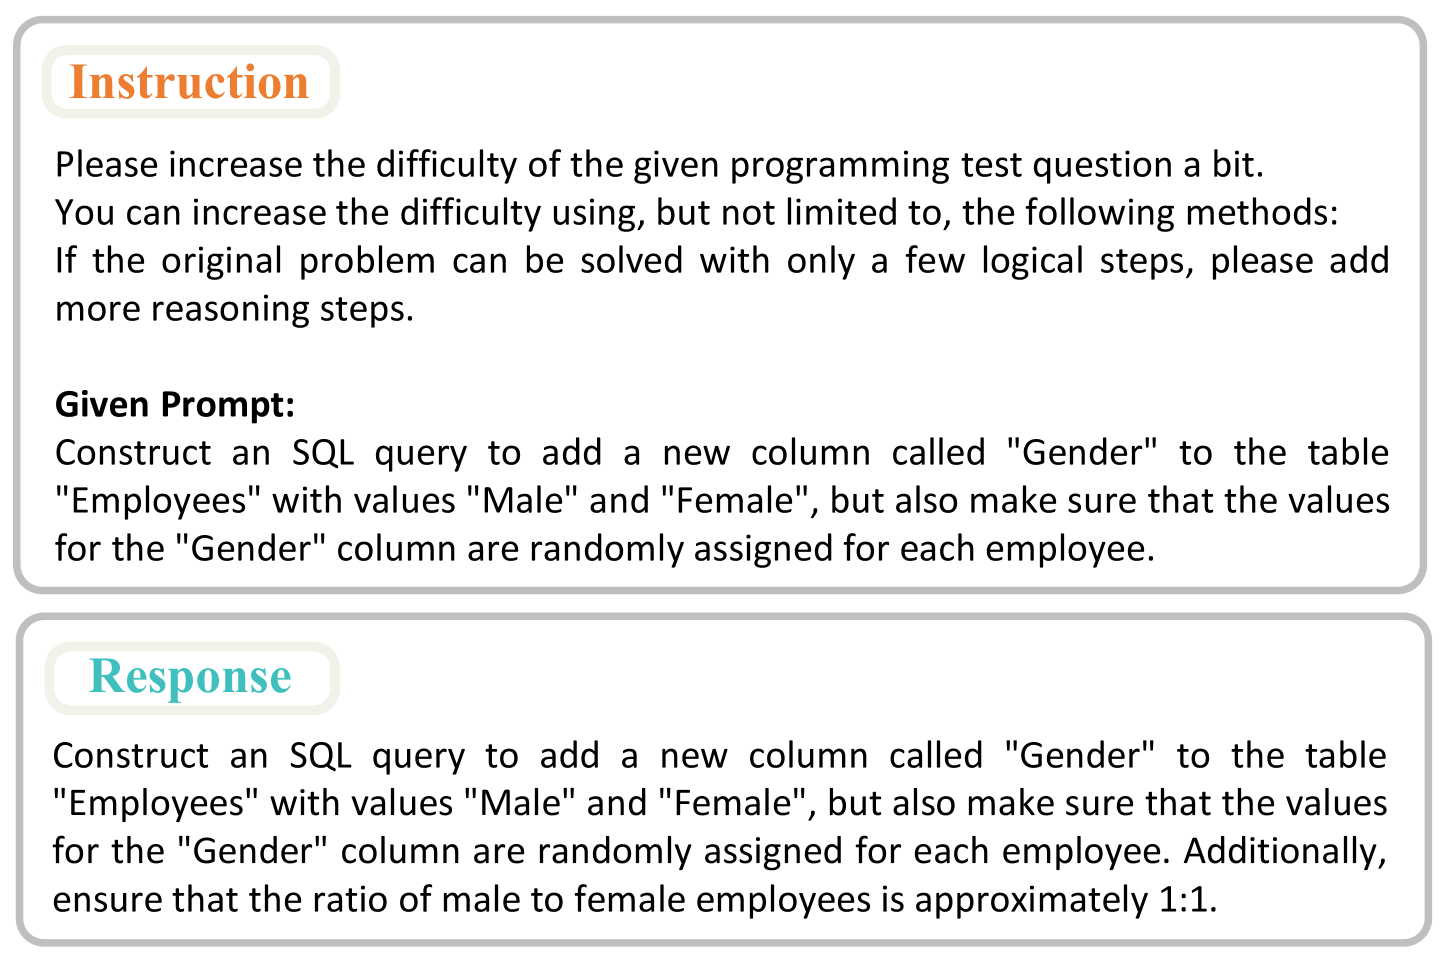 Instruction
Please increase the difficulty of the given programming test question a bit.
You can increase the difficulty using, but not limited to, the following methods:
If the original problem can be solved with only a few logical steps, please add
more reasoning steps.
Given Prompt:
Construct an SQL query to add a new column called "Gender" to the table
"Employees" with values "Male" and "Female", but also make sure that the values
for the "Gender" column are randomly assigned for each employee.
Response
Construct an SQL query to add a new column called "Gender" to the table
"Employees" with values "Male" and "Female", but also make sure that the values
for the "Gender" column are randomly assigned for each employee. Additionally,
ensure that the ratio of male to female employees is approximately 1:1.